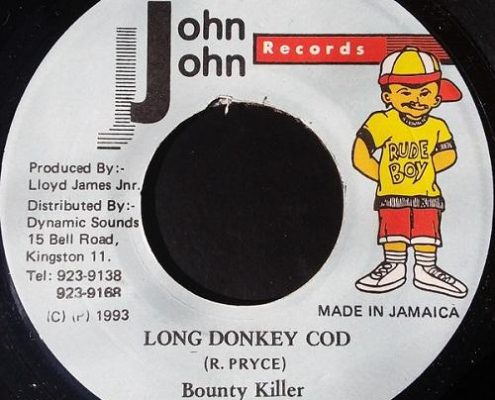 John
John
Records
RUDE
BOY
Produced By:-
Lloyd James Jnr.
Distributed By:-
Dynamic Sounds
15 Bell Road,
Kingston 11.
Tel: 923-9138
923-9168
(C) (P) 1993
MADE IN JAMAICA
LONG DONKEY COD
(R. PRYCE)
Bounty Killer